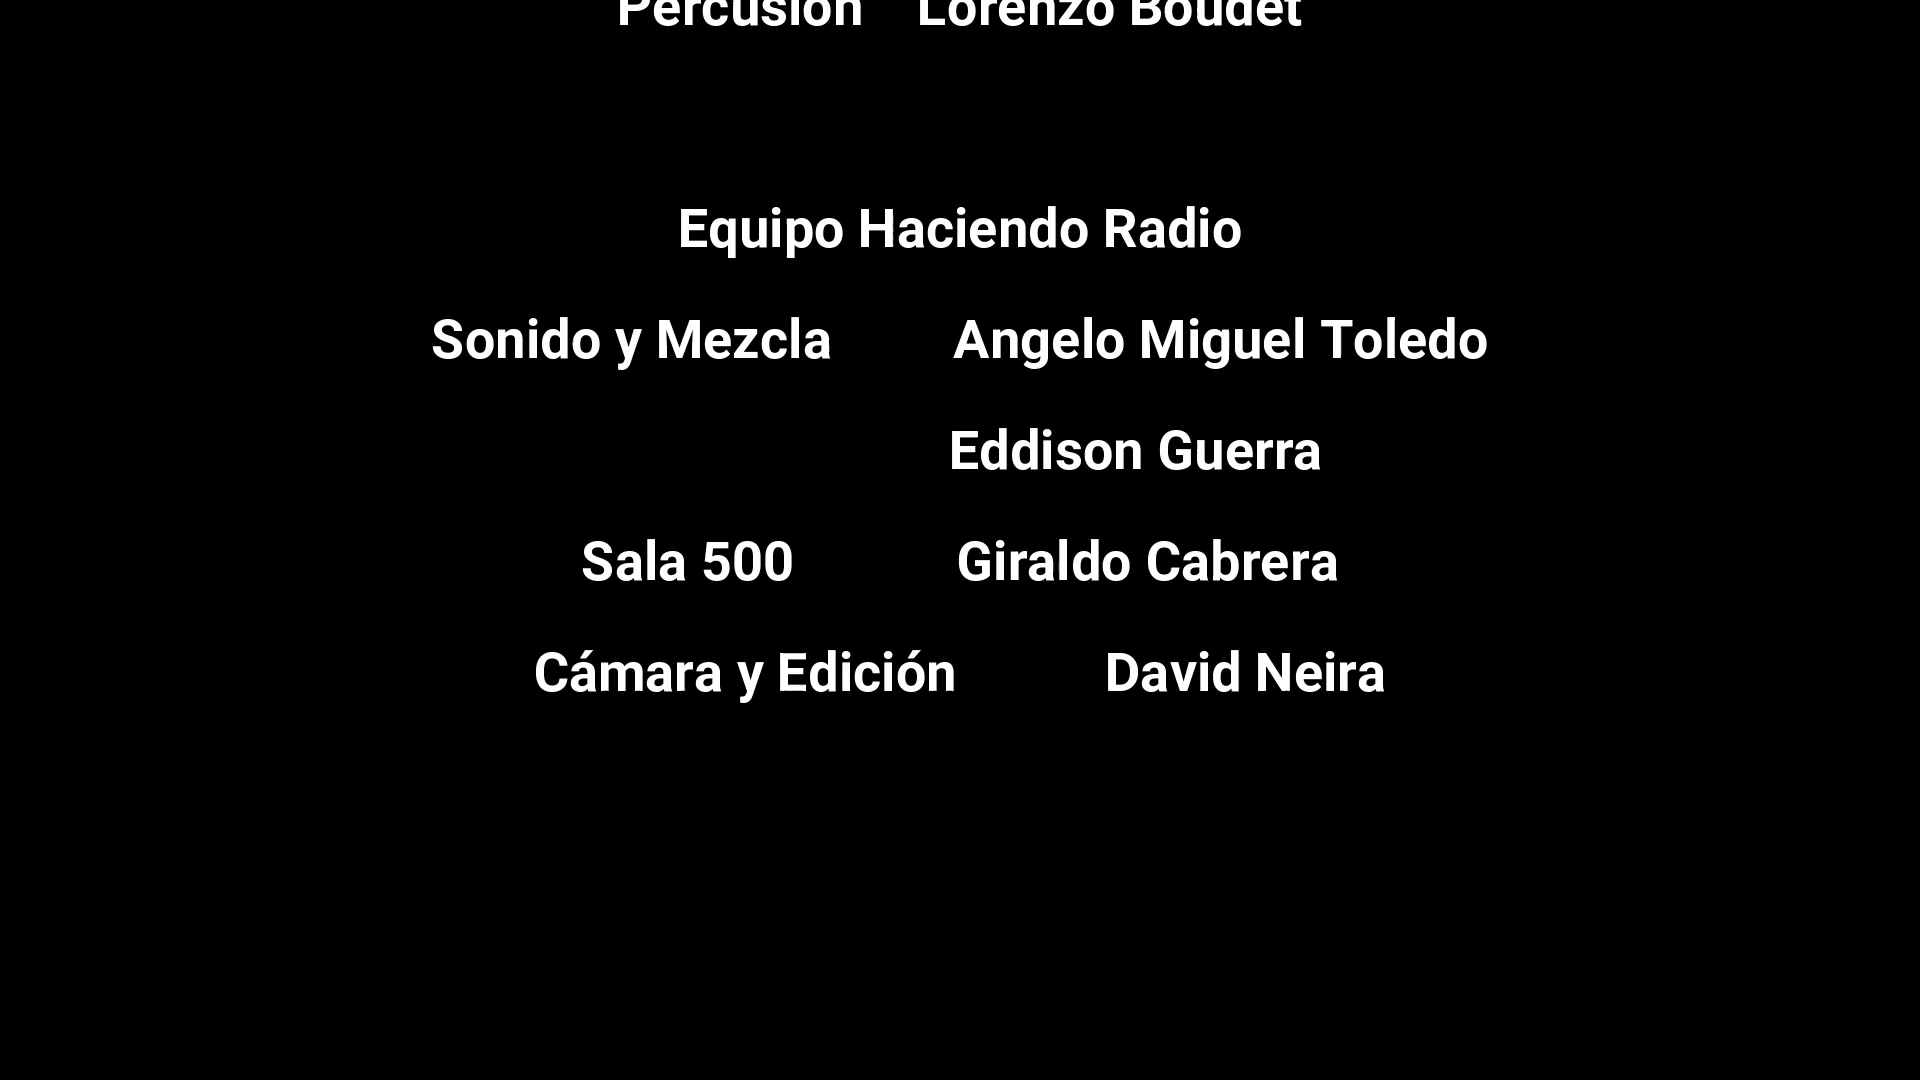 Percusión Lorenzo Boudet
Equipo Haciendo Radio
Sonido y Mezcla Angelo Miguel Toledo
Eddison Guerra
Sala 500 Giraldo Cabrera
Cámara y Edición David Neira